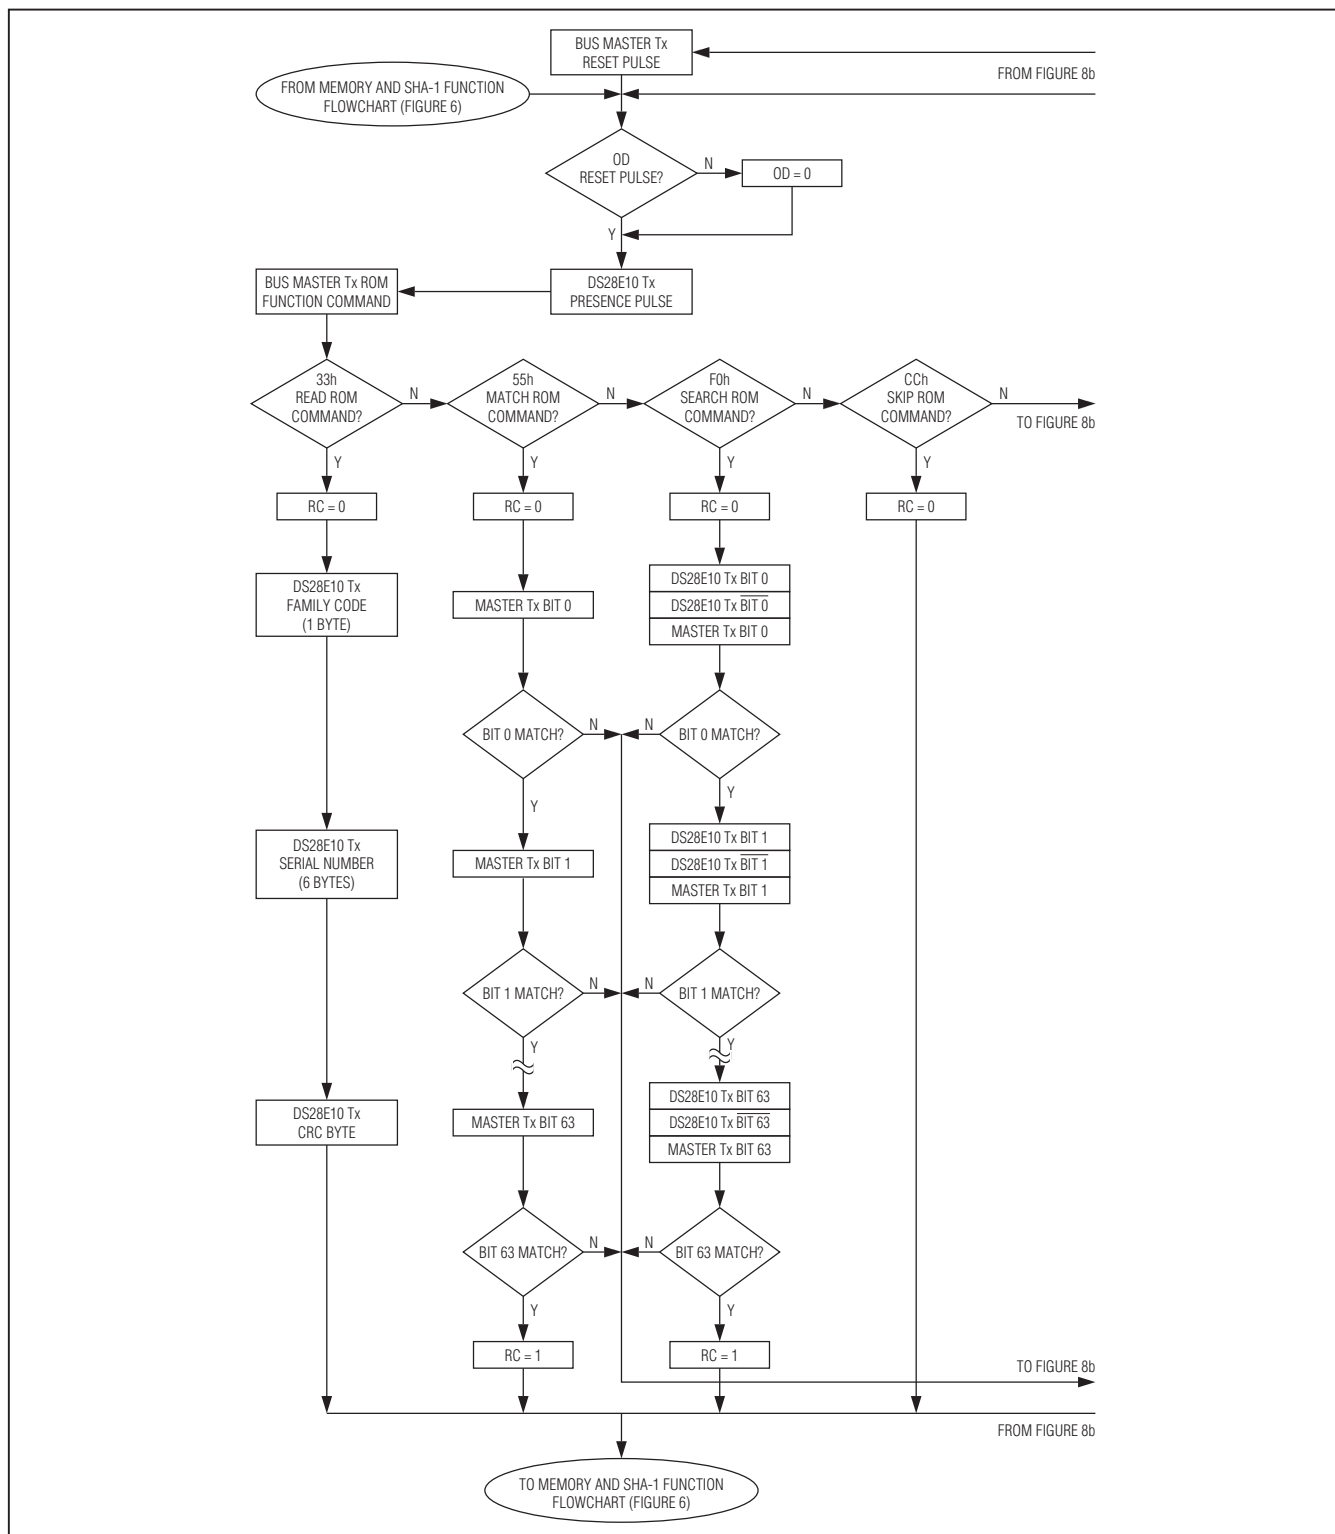 BUS MASTER Tx
RESET PULSE
FROM FIGURE 8b
FROM MEMORY AND SHA-1 FUNCTION
FLOWCHART (FIGURE 6)
OD
RESET PULSE?
N
OD = 0
Y
BUS MASTER Tx ROM
FUNCTION COMMAND
DS28E10 Tx
PRESENCE PULSE
33h
READ ROM
COMMAND?
N
55h
MATCH ROM
COMMAND?
N
F0h
SEARCH ROM
COMMAND?
N
CCh
SKIP ROM
COMMAND?
N
TO FIGURE 8b
Y
Y
Y
Y
RC = 0
RC = 0
RC = 0
RC = 0
DS28E10 Tx
FAMILY CODE
(1 BYTE)
MASTER Tx BIT 0
DS28E10 Tx BIT 0
DS28E10 Tx B̅I̅T̅ ̅0̅
MASTER Tx BIT 0
BIT 0 MATCH?
N
N
BIT 0 MATCH?
Y
Y
DS28E10 Tx
SERIAL NUMBER
(6 BYTES)
MASTER Tx BIT 1
DS28E10 Tx BIT 1
DS28E10 Tx B̅I̅T̅ ̅1̅
MASTER Tx BIT 1
BIT 1 MATCH?
N
N
BIT 1 MATCH?
Y
Y
DS28E10 Tx
CRC BYTE
MASTER Tx BIT 63
DS28E10 Tx BIT 63
DS28E10 Tx B̅I̅T̅ ̅6̅3̅
MASTER Tx BIT 63
BIT 63 MATCH?
N
N
BIT 63 MATCH?
Y
Y
RC = 1
RC = 1
TO FIGURE 8b
FROM FIGURE 8b
TO MEMORY AND SHA-1 FUNCTION
FLOWCHART (FIGURE 6)